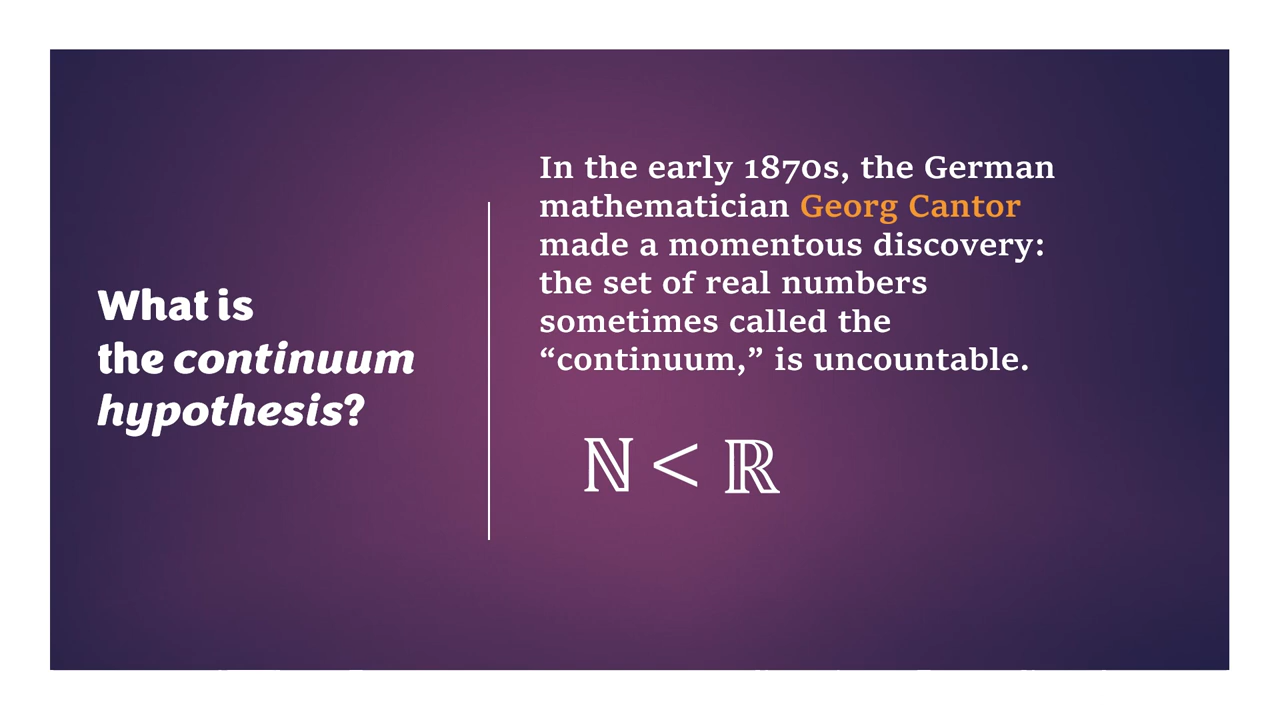 What is
the continuum
hypothesis?
In the early 1870s, the German
mathematician Georg Cantor
made a momentous discovery:
the set of real numbers
sometimes called the
“continuum,” is uncountable.
ℕ < ℝ